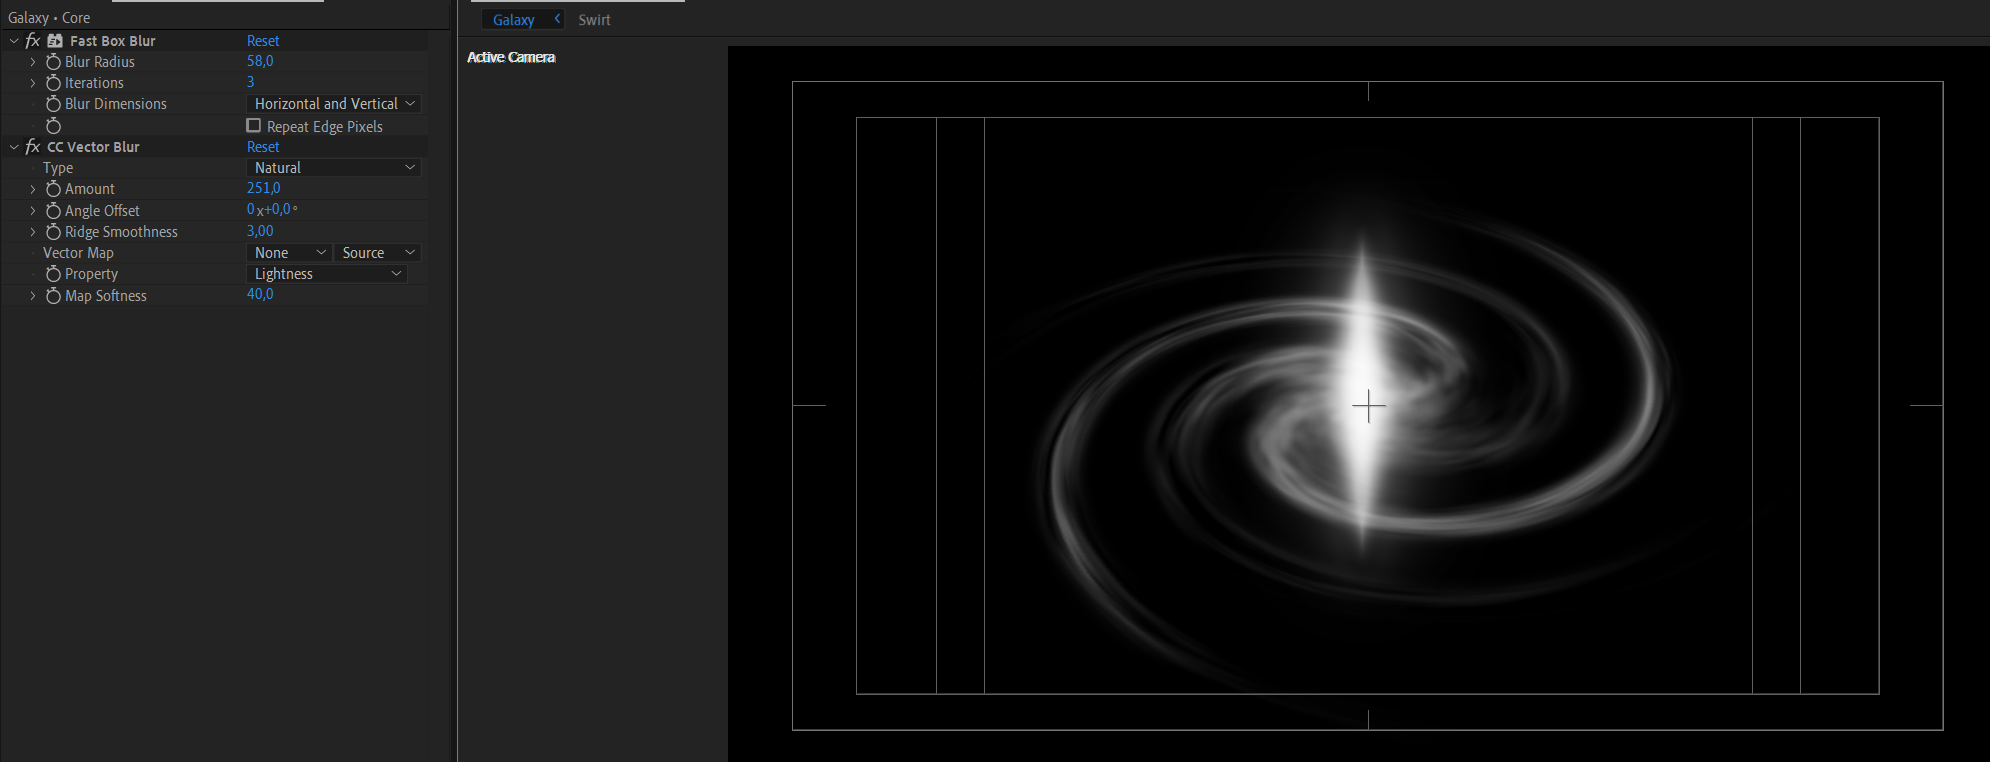 Galaxy • Core
fx Fast Box Blur Reset
Blur Radius 58,0
Iterations 3
Blur Dimensions Horizontal and Vertical
Repeat Edge Pixels
fx CC Vector Blur Reset
Type Natural
Amount 251,0
Angle Offset 0x+0,0°
Ridge Smoothness 3,00
Vector Map None Source
Property Lightness
Map Softness 40,0
Galaxy Swirt
Active Camera